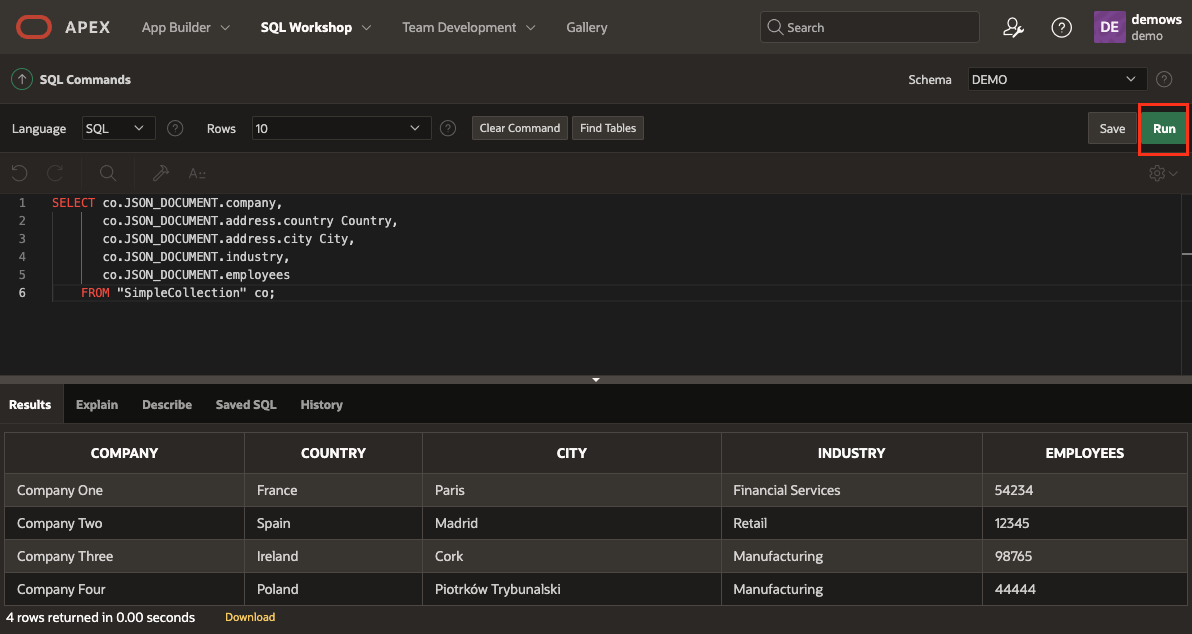 APEX App Builder SQL Workshop Team Development Gallery Search DE demows
demo
SQL Commands Schema DEMO
Language SQL Rows 10 Clear Command Find Tables Save Run
A
1 SELECT co.JSON_DOCUMENT.company,
2 co.JSON_DOCUMENT.address.country Country,
3 co.JSON_DOCUMENT.address.city City,
4 co.JSON_DOCUMENT.industry,
5 co.JSON_DOCUMENT.employees
6 FROM "SimpleCollection" co;
Results Explain Describe Saved SQL History
COMPANY COUNTRY CITY INDUSTRY EMPLOYEES
Company One France Paris Financial Services 54234
Company Two Spain Madrid Retail 12345
Company Three Ireland Cork Manufacturing 98765
Company Four Poland Piotrków Trybunalski Manufacturing 44444
4 rows returned in 0.00 seconds Download